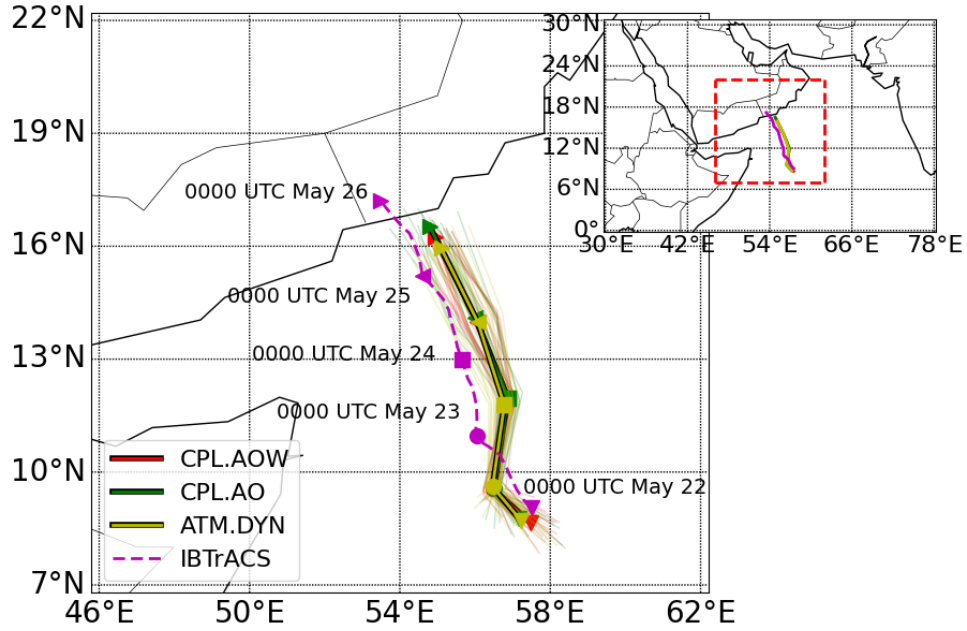 22°N
19°N
16°N
13°N
10°N
7°N
46°E 50°E 54°E 58°E 62°E
0000 UTC May 26
0000 UTC May 25
0000 UTC May 24
0000 UTC May 23
0000 UTC May 22
CPL.AOW
CPL.AO
ATM.DYN
IBTrACS
30°N
24°N
18°N
12°N
6°N
0°
30°E 42°E 54°E 66°E 78°E